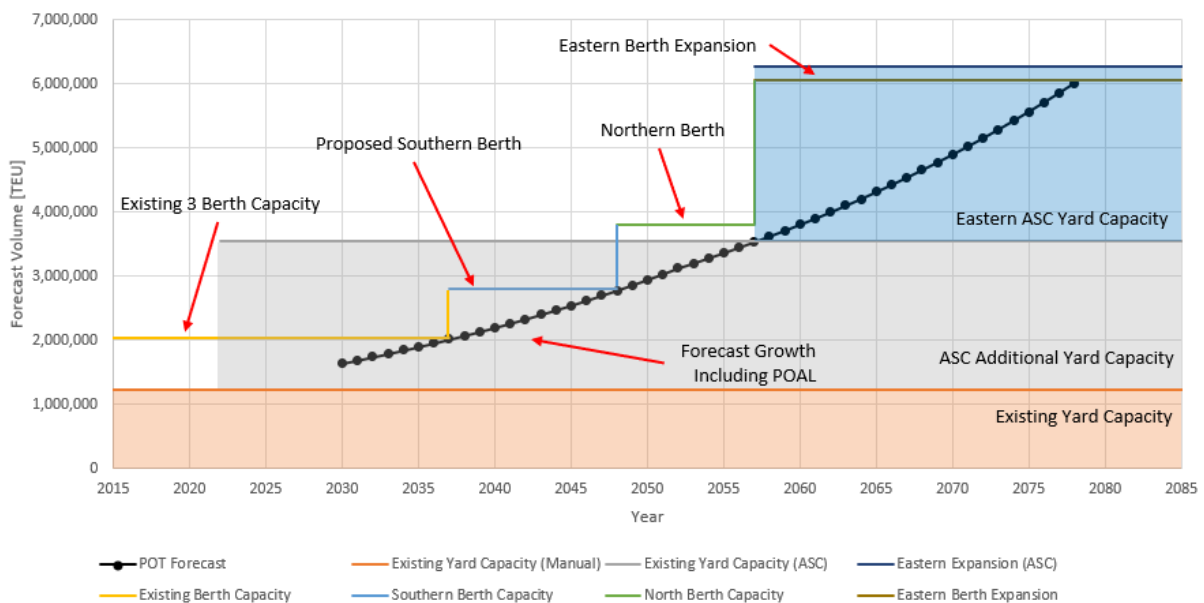 7,000,000
6,000,000
5,000,000
4,000,000
3,000,000
2,000,000
1,000,000
0
Forecast Volume [TEU]
Eastern Berth Expansion
Northern Berth
Proposed Southern Berth
Existing 3 Berth Capacity
Eastern ASC Yard Capacity
Forecast Growth
Including POAL
ASC Additional Yard Capacity
Existing Yard Capacity
2015 2020 2025 2030 2035 2040 2045 2050 2055 2060 2065 2070 2075 2080 2085
Year
POT Forecast Existing Yard Capacity (Manual) Existing Yard Capacity (ASC) Eastern Expansion (ASC)
Existing Berth Capacity Southern Berth Capacity North Berth Capacity Eastern Berth Expansion